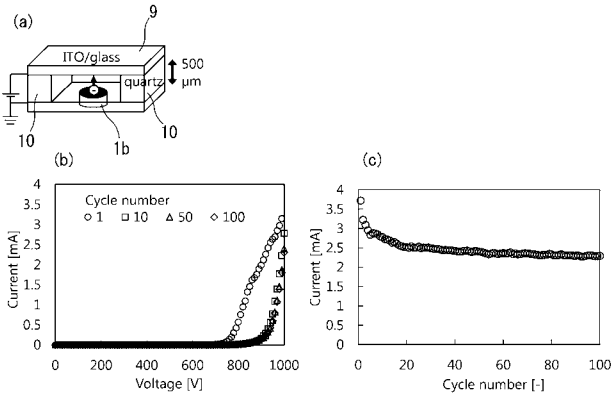 (a)
9
ITO/glass
500
μm
quartz
10
10
1b
(b)
(c)
4
3.5
3
2.5
2
1.5
1
0.5
0
Current [mA]
Cycle number
○ 1 □ 10 △ 50 ◇ 100
0 200 400 600 800 1000
Voltage [V]
4
3.5
3
2.5
2
1.5
1
0.5
0
Current [mA]
0 20 40 60 80 100
Cycle number [-]